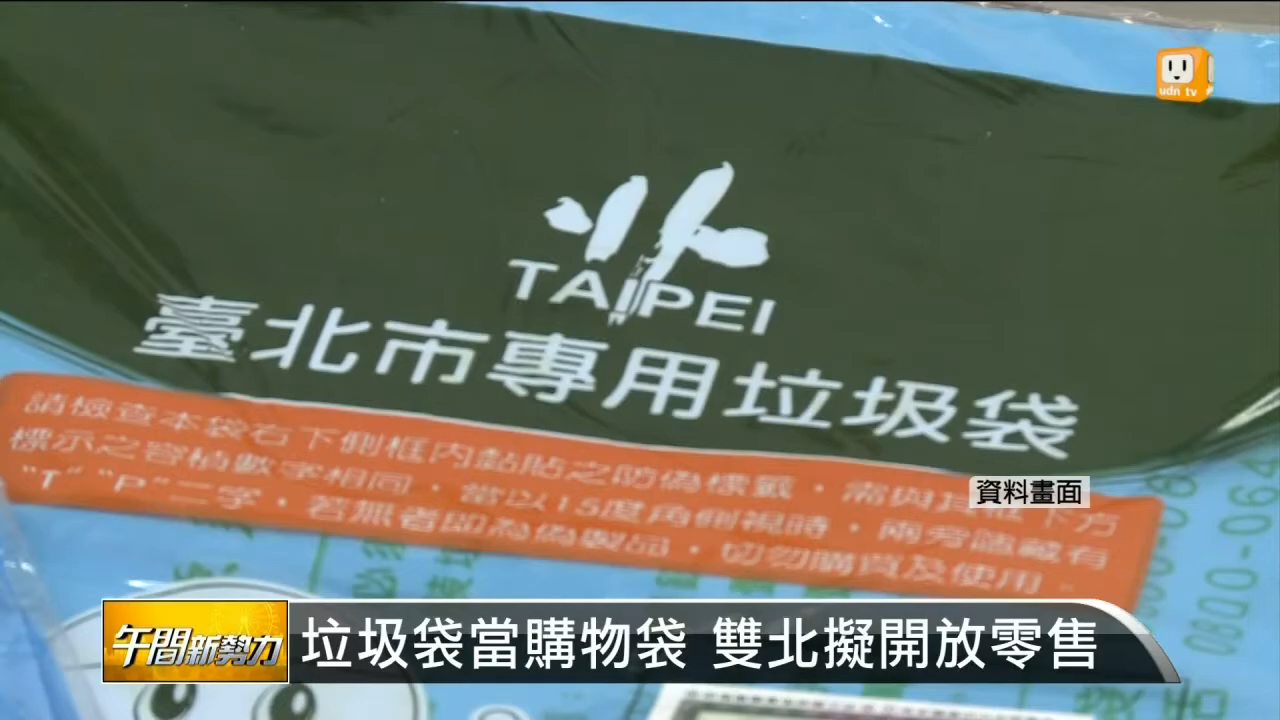 udn tv
TAIPEI
臺北市專用垃圾袋
請檢查本袋右下側框內黏貼之防偽標籤，需與其框下方
標示之容積數字相同，當以15度角側視時，兩旁隱藏有
"T" "P"二字，若無者即為偽製品，切勿購買及使用。
資料畫面
午間新勢力
垃圾袋當購物袋 雙北擬開放零售